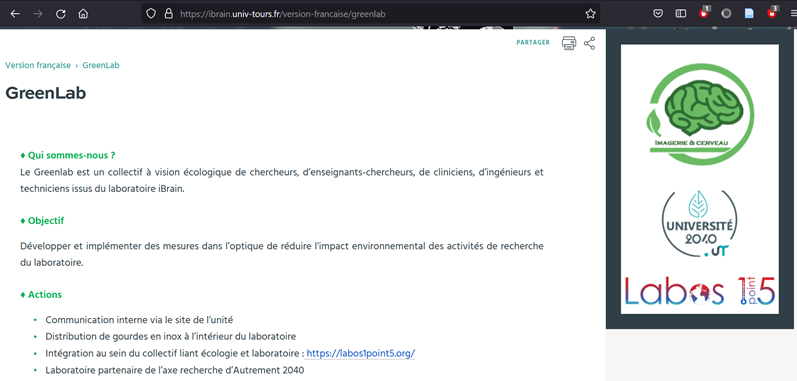 https://ibrain.univ-tours.fr/version-francaise/greenlab
1
3
PARTAGER
Version française › GreenLab
GreenLab
♦ Qui sommes-nous ?
Le Greenlab est un collectif à vision écologique de chercheurs, d'enseignants-chercheurs, de cliniciens, d'ingénieurs et
techniciens issus du laboratoire iBrain.
♦ Objectif
Développer et implémenter des mesures dans l'optique de réduire l'impact environnemental des activités de recherche
du laboratoire.
♦ Actions
• Communication interne via le site de l'unité
• Distribution de gourdes en inox à l'intérieur du laboratoire
• Intégration au sein du collectif liant écologie et laboratoire : https://labos1point5.org/
• Laboratoire partenaire de l'axe recherche d'Autrement 2040
IMAGERIE & CERVEAU
UNIVERSITÉ
2040
.UT
Labos 1point5